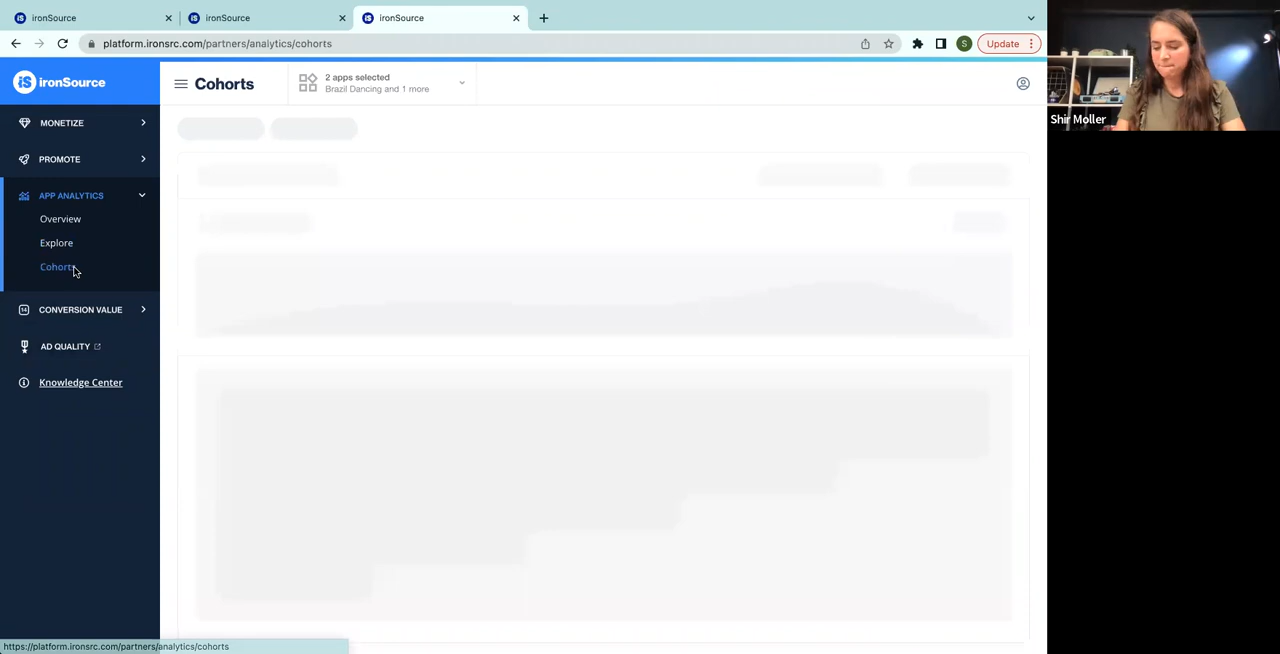 ironSource
ironSource
ironSource
platform.ironsrc.com/partners/analytics/cohorts
S
Update
iS ironSource
Cohorts
2 apps selected
Brazil Dancing and 1 more
MONETIZE
PROMOTE
APP ANALYTICS
Overview
Explore
Cohorts
CONVERSION VALUE
AD QUALITY
Knowledge Center
https://platform.ironsrc.com/partners/analytics/cohorts
Shir Moller